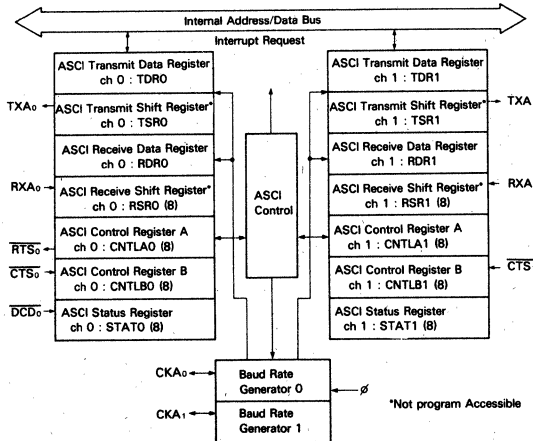 Internal Address/Data Bus
Interrupt Request
ASCI Transmit Data Register
ch 0 : TDR0
ASCI Transmit Shift Register*
ch 0 : TSR0
ASCI Receive Data Register
ch 0 : RDR0
ASCI Receive Shift Register*
ch 0 : RSR0 (8)
ASCI Control Register A
ch 0 : CNTLA0 (8)
ASCI Control Register B
ch 0 : CNTLB0 (8)
ASCI Status Register
ch 0 : STAT0 (8)
TXA0
RXA0
RTS0
CTS0
DCD0
ASCI
Control
ASCI Transmit Data Register
ch 1 : TDR1
ASCI Transmit Shift Register*
ch 1 : TSR1
ASCI Receive Data Register
ch 1 : RDR1
ASCI Receive Shift Register*
ch 1 : RSR1 (8)
ASCI Control Register A
ch 1 : CNTLA1 (8)
ASCI Control Register B
ch 1 : CNTLB1 (8)
ASCI Status Register
ch 1 : STAT1 (8)
TXA
RXA
CTS
CKA0
Baud Rate
Generator 0
ø
CKA1
Baud Rate
Generator 1
*Not program Accessible